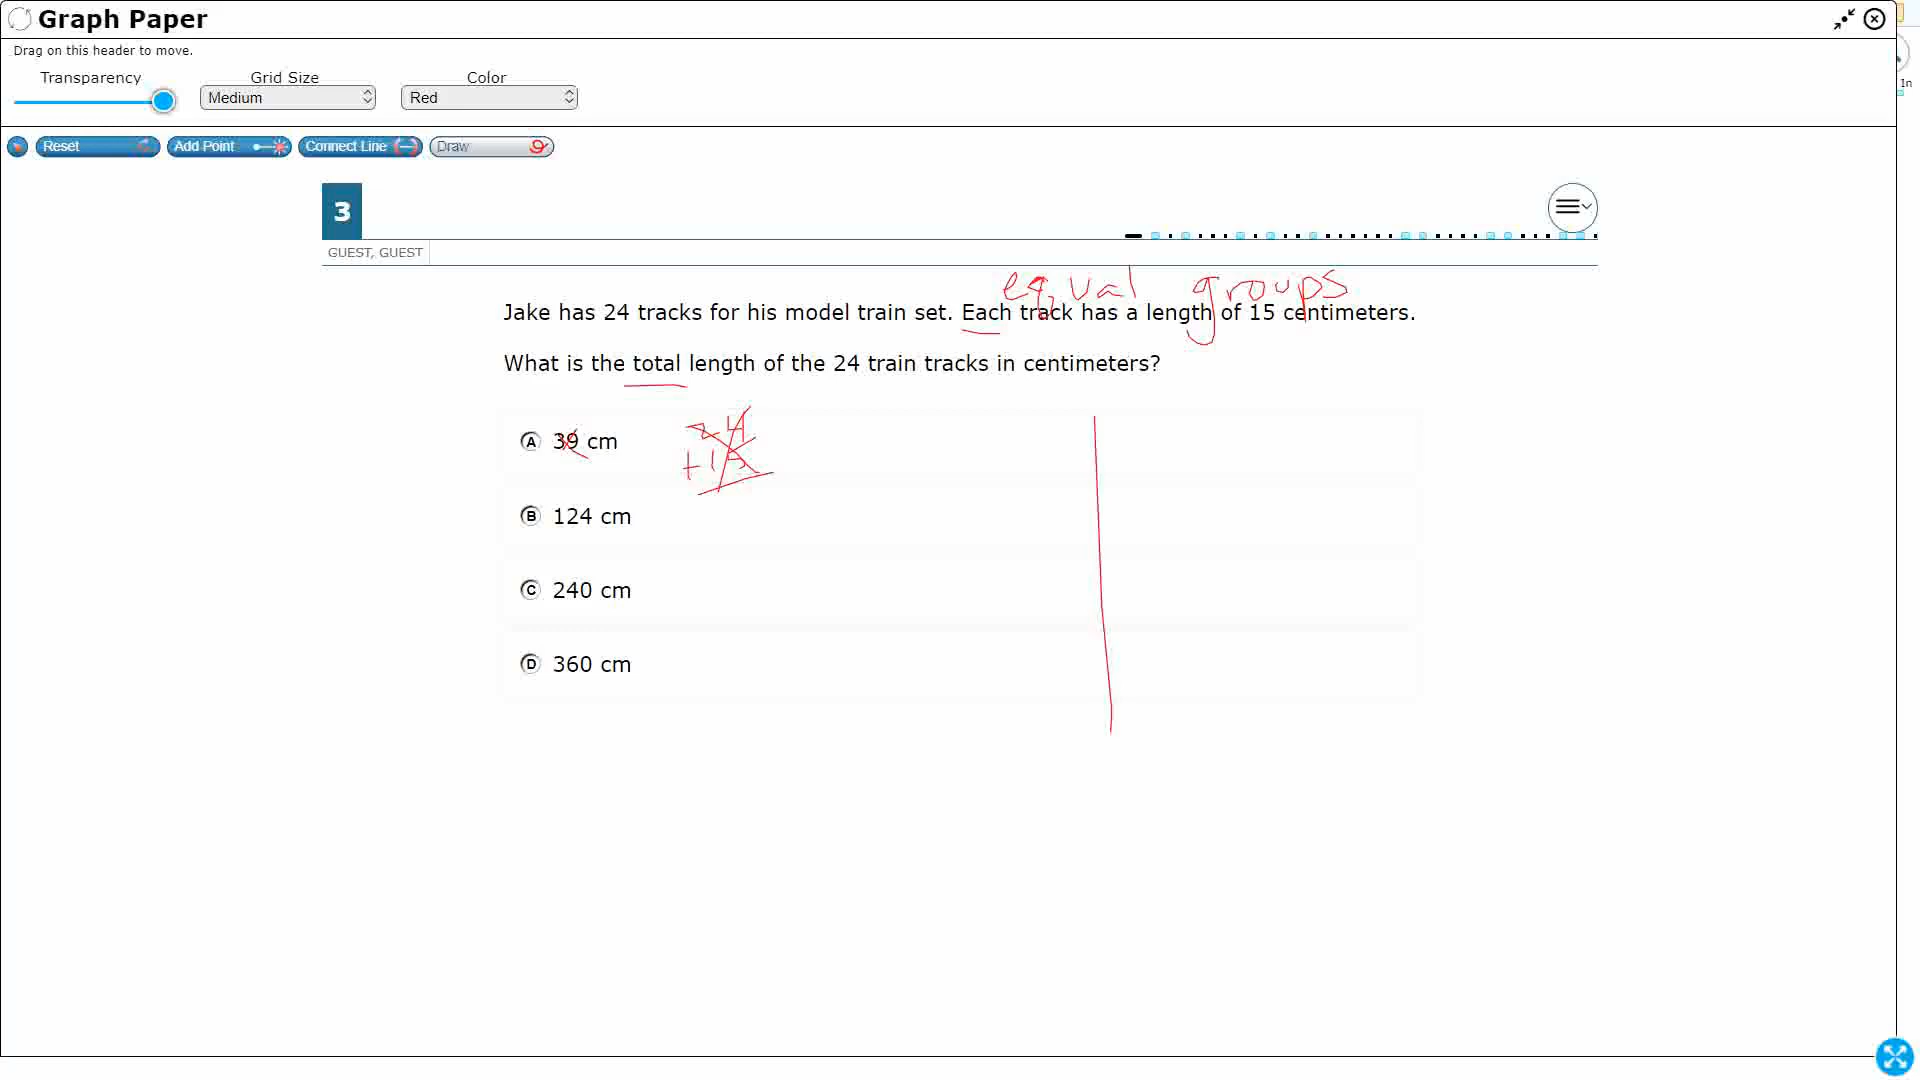 Graph Paper
Drag on this header to move.
Transparency Grid Size Color
Medium Red
Reset Add Point Connect Line Draw
In
3
GUEST, GUEST
equal groups
Jake has 24 tracks for his model train set. Each track has a length of 15 centimeters.
What is the total length of the 24 train tracks in centimeters?
A 39 cm
24
+15
B 124 cm
C 240 cm
D 360 cm